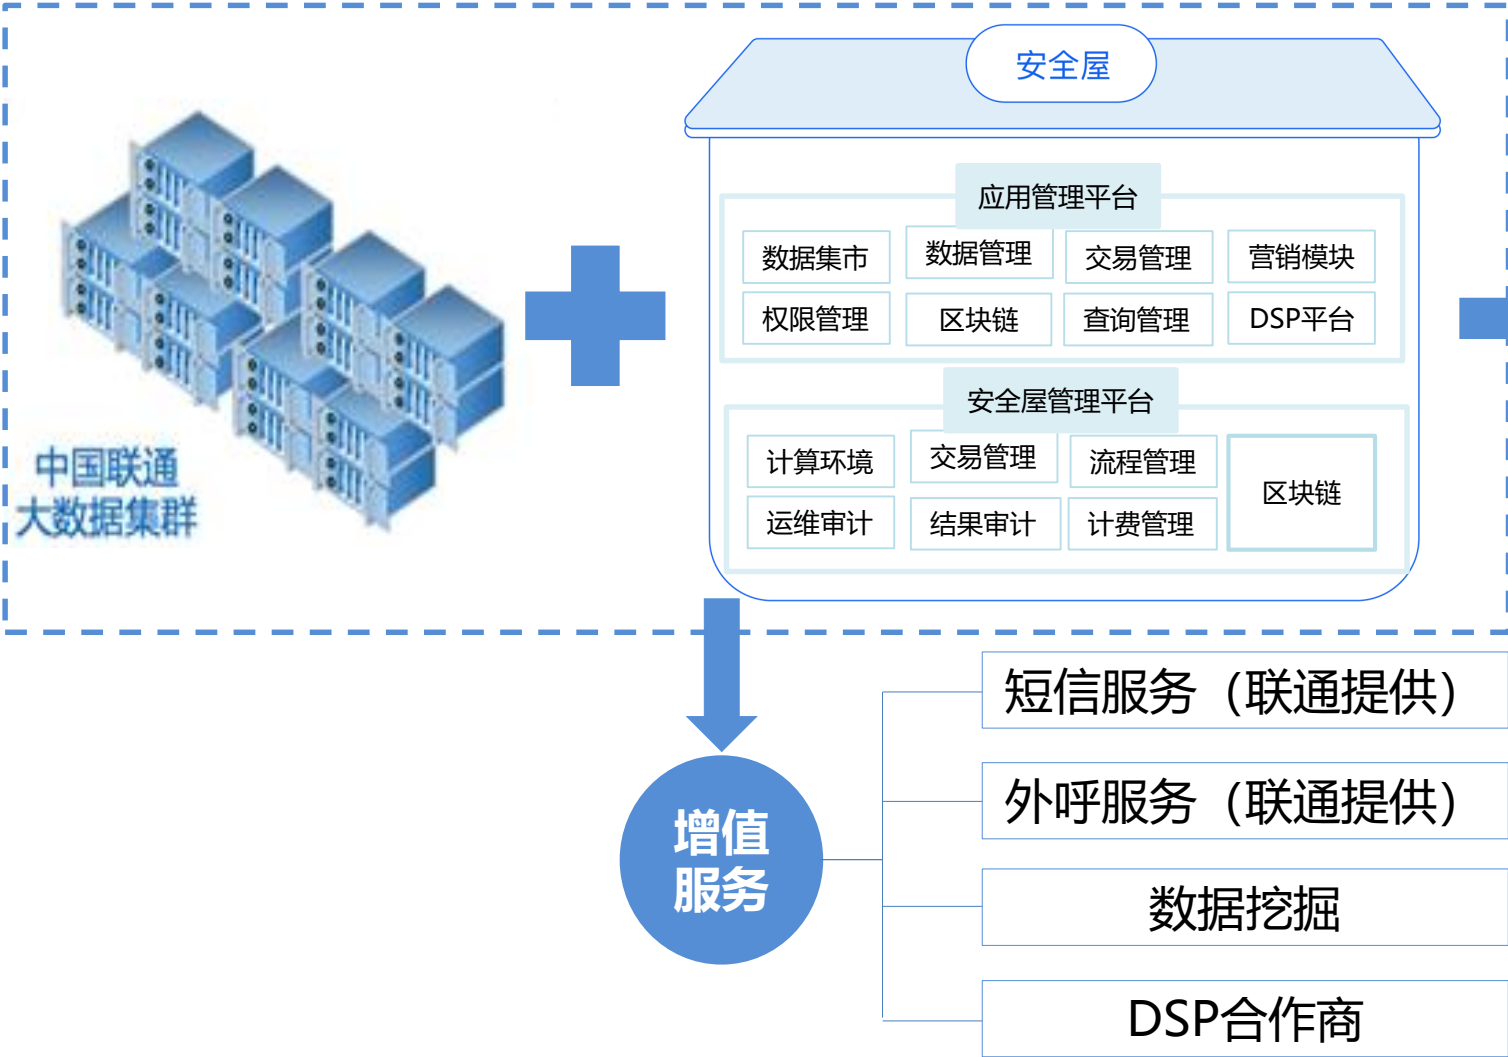 安全屋
应用管理平台
数据集市
数据管理
交易管理
营销模块
权限管理
区块链
查询管理
DSP平台
安全屋管理平台
计算环境
交易管理
流程管理
区块链
运维审计
结果审计
计费管理
中国联通
大数据集群
增值
服务
短信服务（联通提供）
外呼服务（联通提供）
数据挖掘
DSP合作商